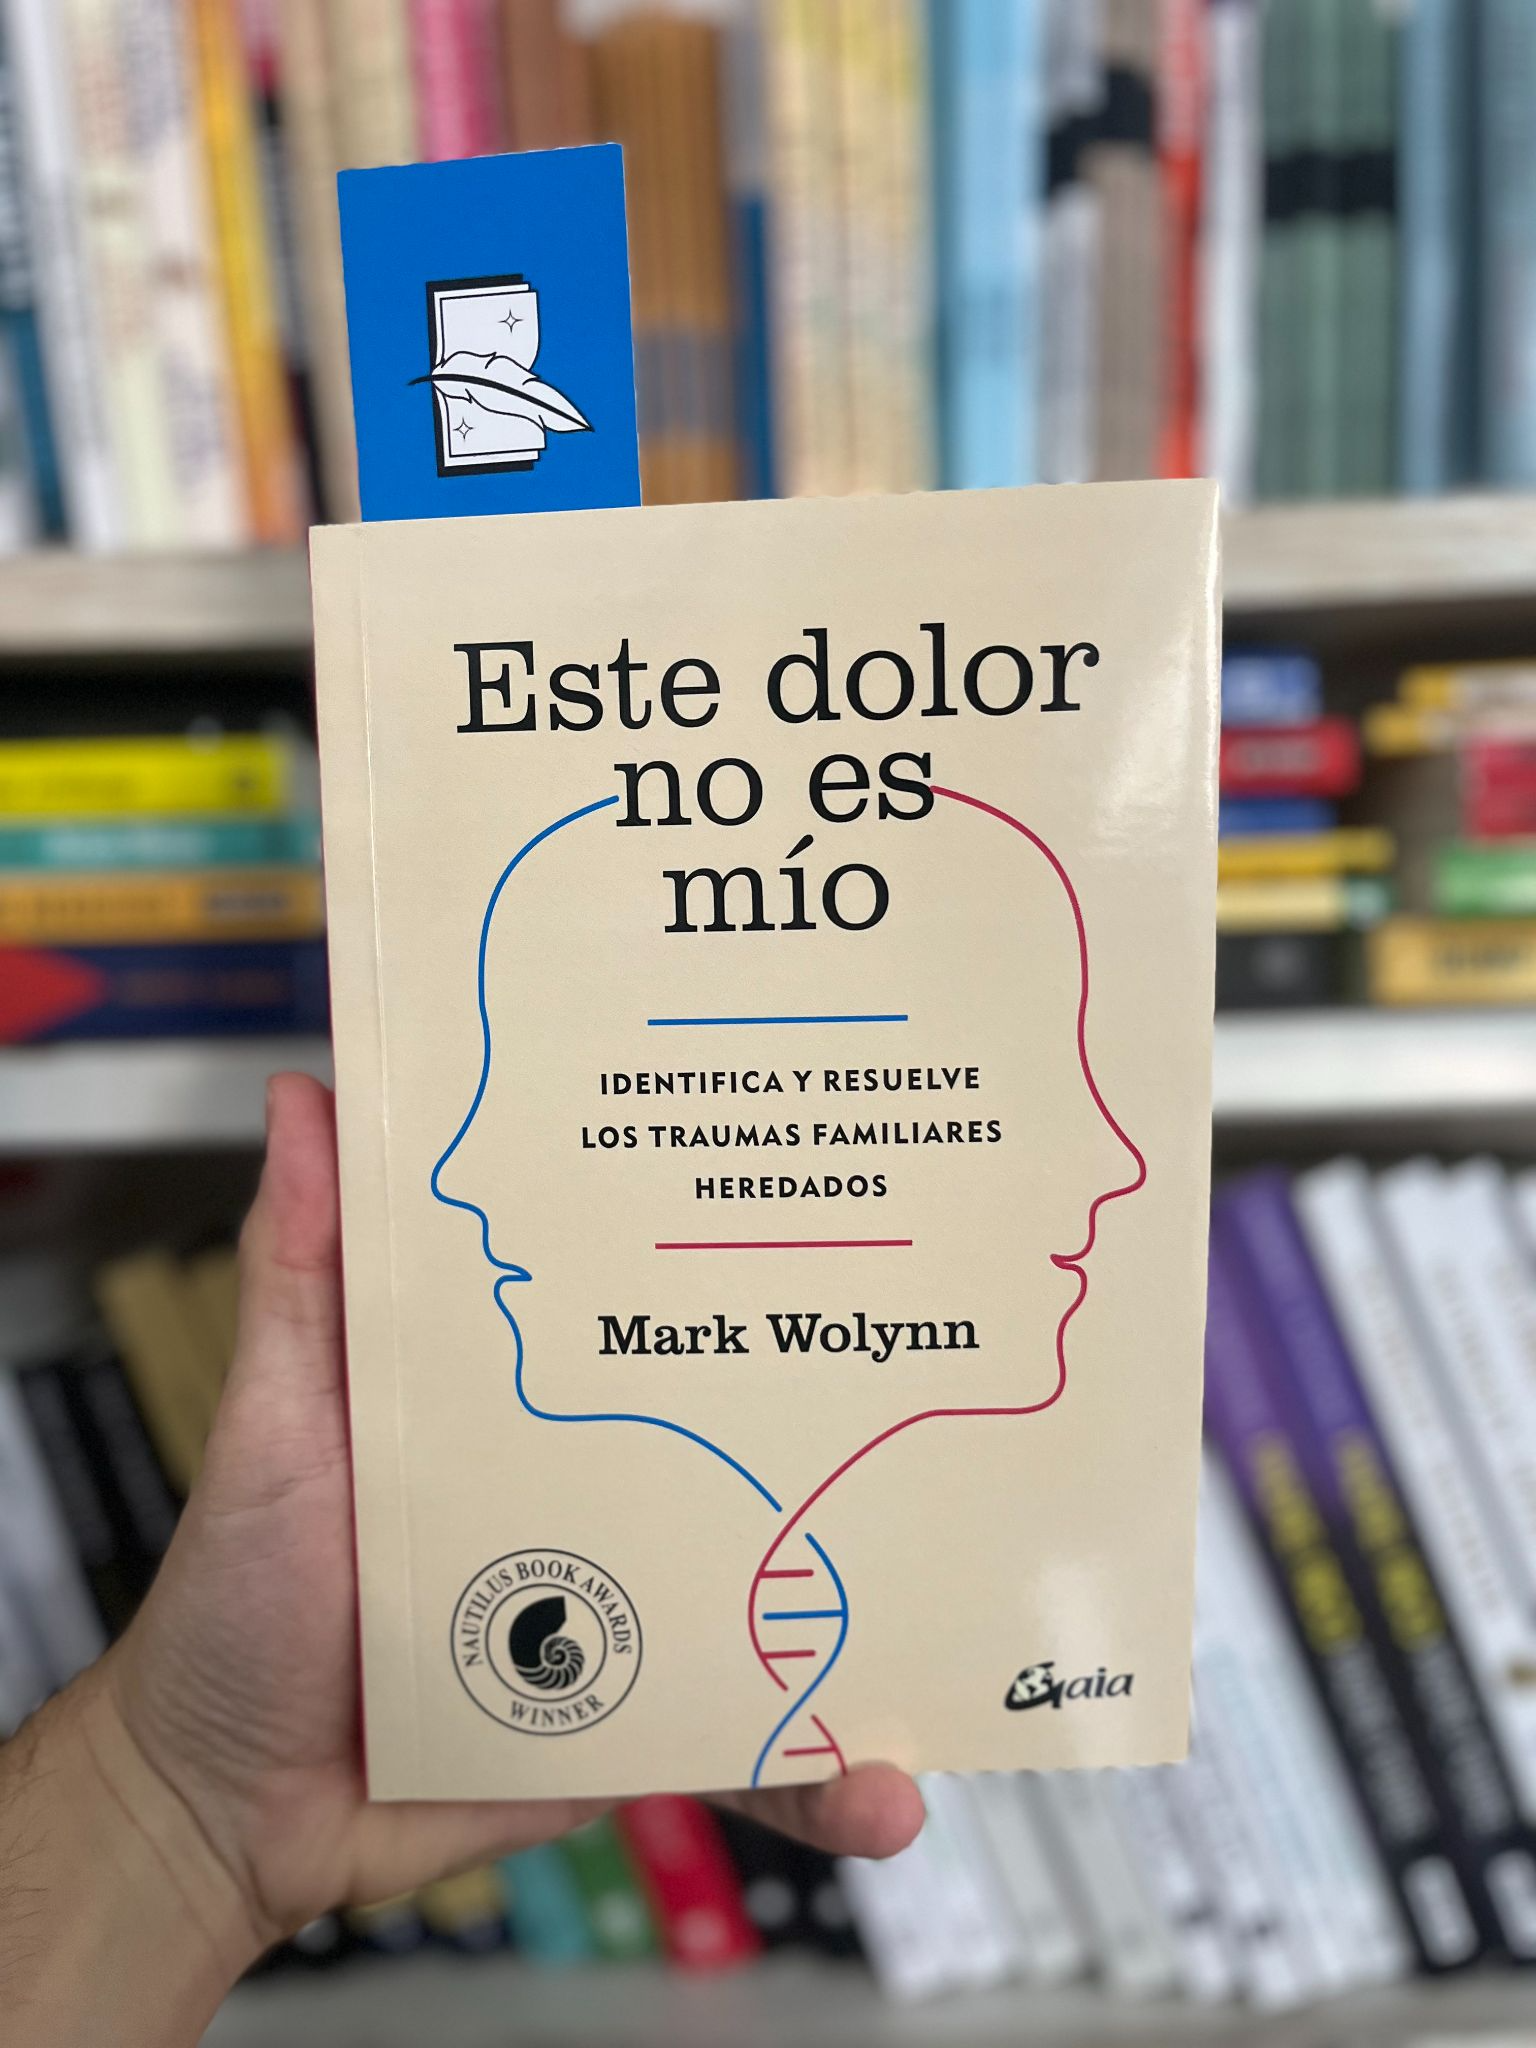 Este dolor
no es
mío
IDENTIFICA Y RESUELVE
LOS TRAUMAS FAMILIARES
HEREDADOS
Mark Wolynn
NAUTILUS BOOK AWARDS
WINNER
Gaia